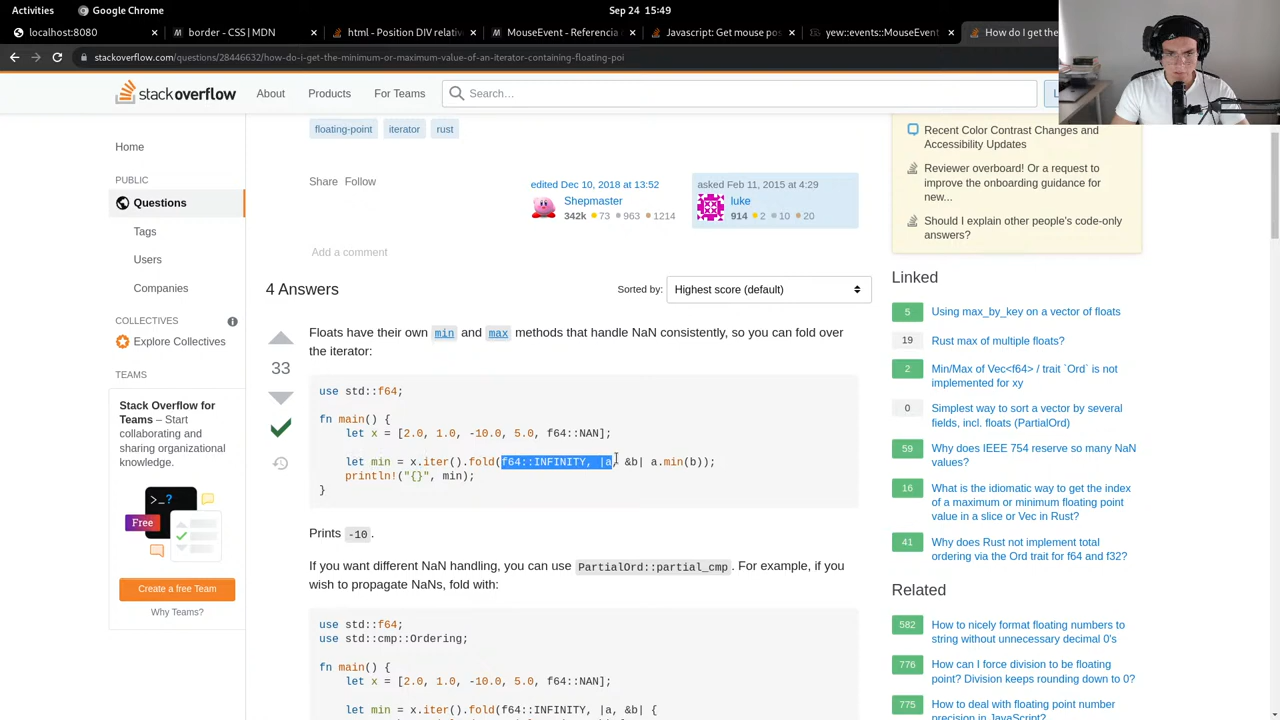 Activities
Google Chrome
Sep 24 15:49
localhost:8080
border - CSS | MDN
html - Position DIV relative
MouseEvent - Referencia
Javascript: Get mouse pos
yew::events::MouseEvent
How do I get the
stackoverflow.com/questions/28446632/how-do-i-get-the-minimum-or-maximum-value-of-an-iterator-containing-floating-poi
stackoverflow
About
Products
For Teams
Search…
floating-point
iterator
rust
Share Follow
edited Dec 10, 2018 at 13:52
Shepmaster
342k 73 963 1214
asked Feb 11, 2015 at 4:29
luke
914 2 10 20
Add a comment
Home
PUBLIC
Questions
Tags
Users
Companies
COLLECTIVES
Explore Collectives
TEAMS
Stack Overflow for
Teams – Start
collaborating and
sharing organizational
knowledge.
Free
Create a free Team
Why Teams?
4 Answers
Sorted by:
Highest score (default)
33
Floats have their own min and max methods that handle NaN consistently, so you can fold over
the iterator:
use std::f64;
fn main() {
let x = [2.0, 1.0, -10.0, 5.0, f64::NAN];
let min = x.iter().fold(f64::INFINITY, |a, &b| a.min(b));
println!("{}", min);
}
Prints -10.
If you want different NaN handling, you can use PartialOrd::partial_cmp. For example, if you
wish to propagate NaNs, fold with:
use std::f64;
use std::cmp::Ordering;
fn main() {
let x = [2.0, 1.0, -10.0, 5.0, f64::NAN];
let min = x.iter().fold(f64::INFINITY, |a, &b| {
Recent Color Contrast Changes and
Accessibility Updates
Reviewer overboard! Or a request to
improve the onboarding guidance for
new...
Should I explain other people's code-only
answers?
Linked
5 Using max_by_key on a vector of floats
19 Rust max of multiple floats?
2 Min/Max of Vec<f64> / trait `Ord` is not
implemented for xy
0 Simplest way to sort a vector by several
fields, incl. floats (PartialOrd)
59 Why does IEEE 754 reserve so many NaN
values?
16 What is the idiomatic way to get the index
of a maximum or minimum floating point
value in a slice or Vec in Rust?
41 Why does Rust not implement total
ordering via the Ord trait for f64 and f32?
Related
582 How to nicely format floating numbers to
string without unnecessary decimal 0's
776 How can I force division to be floating
point? Division keeps rounding down to 0?
775 How to deal with floating point number
precision in JavaScript?